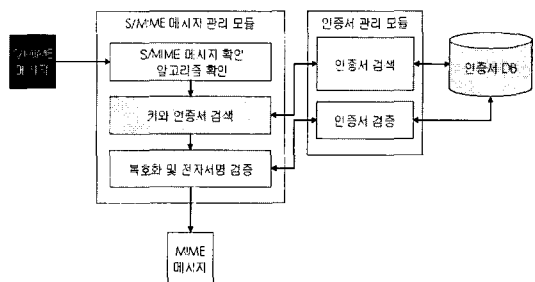 S/MIME 메시지 관리 모듈
인증서 관리 모듈
S/MIME
메시지
S/MIME 메시지 확인
알고리즘 확인
인증서 검색
인증서 DB
키와 인증서 검색
인증서 검증
복호화 및 전자서명 검증
MIME
메시지